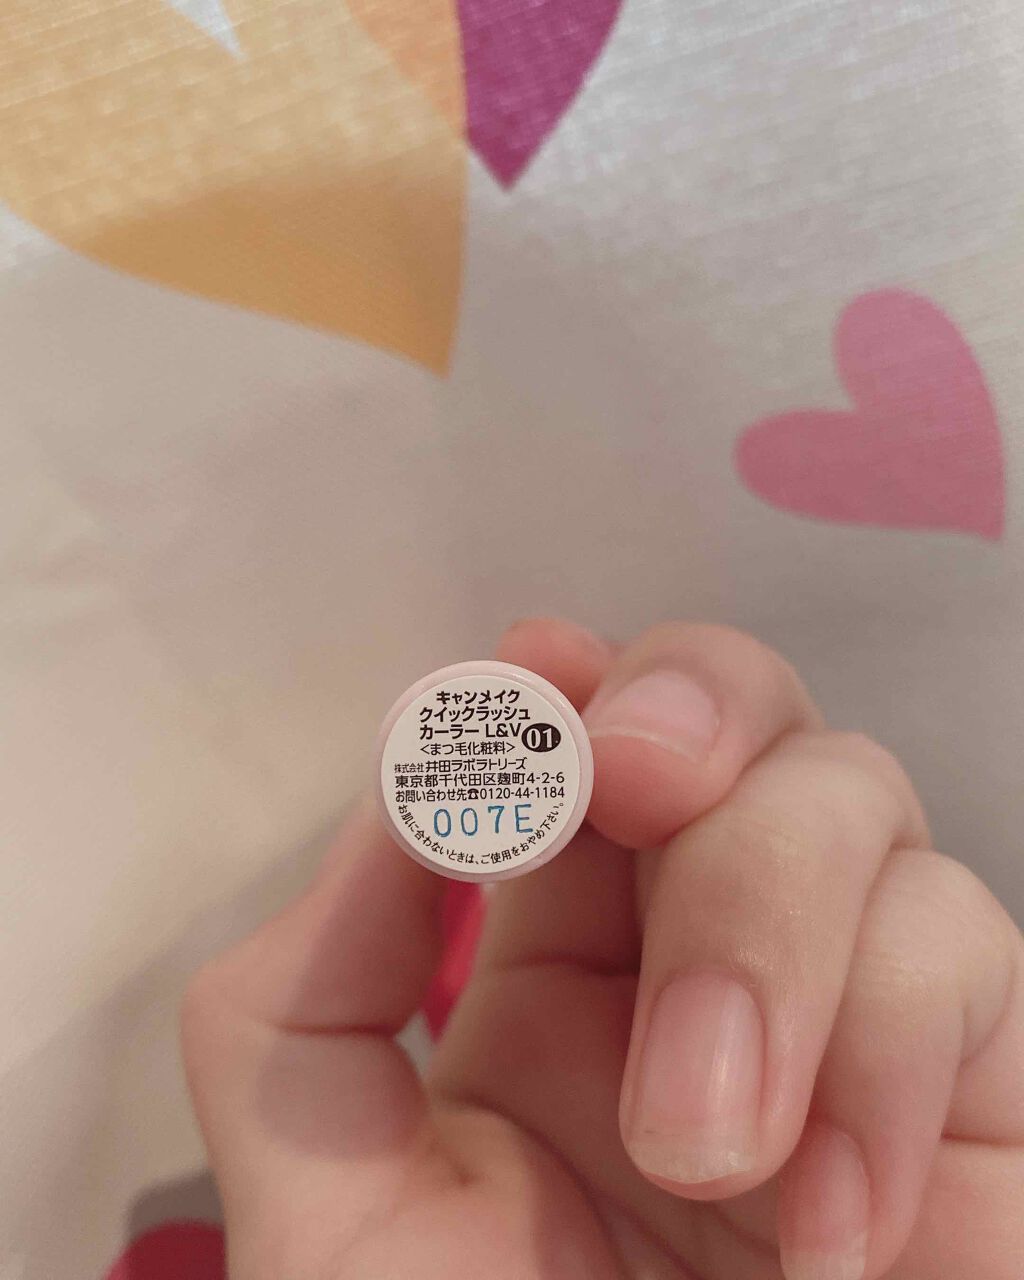 キャンメイク
クイックラッシュ
カーラー L&V 01
<まつ毛化粧料>
株式会社 井田ラボラトリーズ
東京都千代田区麹町4-2-6
お問い合わせ先☎0120-44-1184
007E
お肌に合わないときは、ご使用をおやめ下さい。